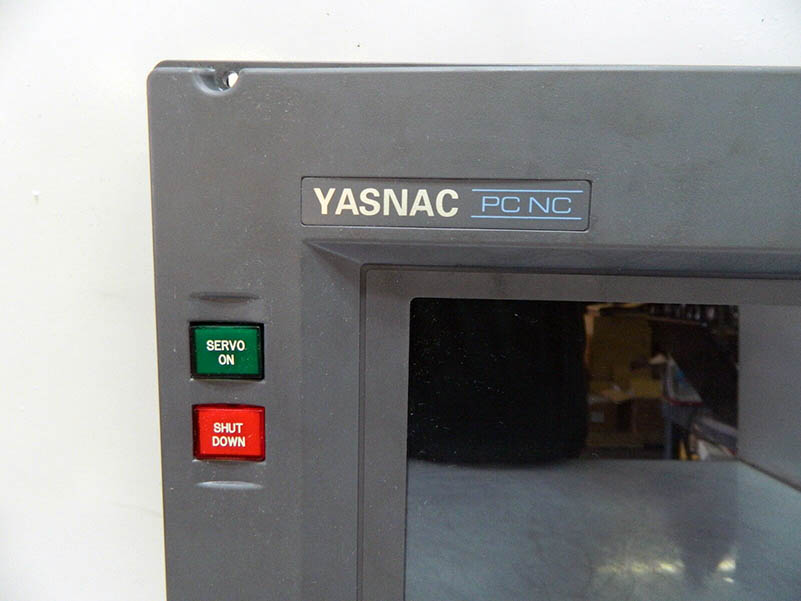 YASNAC PC NC
SERVO
ON
SHUT
DOWN